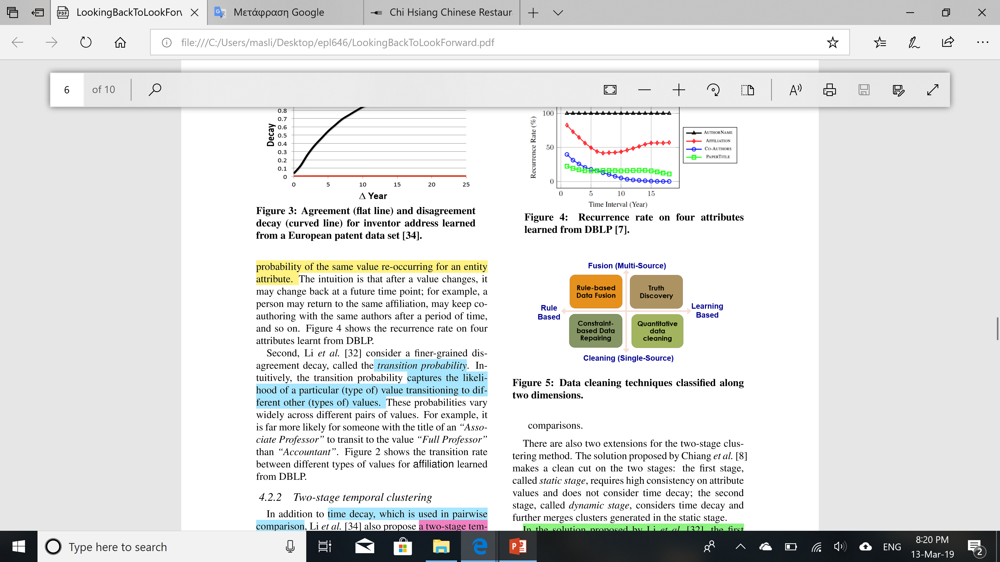 LookingBackToLookForv
Μετάφραση Google
Chi Hsiang Chinese Restaur
file:///C:/Users/masli/Desktop/epl646/LookingBackToLookForward.pdf
6 of 10
0.8
0.7
0.6
0.5
0.4
0.3
0.2
0.1
0
Decay
0 5 10 15 20 25
Δ Year
Figure 3: Agreement (flat line) and disagreement
decay (curved line) for inventor address learned
from a European patent data set [34].
probability of the same value re-occurring for an entity
attribute. The intuition is that after a value changes, it
may change back at a future time point; for example, a
person may return to the same affiliation, may keep co-
authoring with the same authors after a period of time,
and so on. Figure 4 shows the recurrence rate on four
attributes learnt from DBLP.
Second, Li et al. [32] consider a finer-grained dis-
agreement decay, called the transition probability. In-
tuitively, the transition probability captures the likeli-
hood of a particular (type of) value transitioning to dif-
ferent other (types of) values. These probabilities vary
widely across different pairs of values. For example, it
is far more likely for someone with the title of an “Asso-
ciate Professor” to transit to the value “Full Professor”
than “Accountant”. Figure 2 shows the transition rate
between different types of values for affiliation learned
from DBLP.
4.2.2 Two-stage temporal clustering
In addition to time decay, which is used in pairwise
comparison, Li et al. [34] also propose a two-stage tem-
100
50
0
Recurrence Rate (%)
0 5 10 15
Time Interval (Year)
AUTHORNAME
AFFILIATION
CO-AUTHORS
PAPERTITLE
Figure 4: Recurrence rate on four attributes
learned from DBLP [7].
Fusion (Multi-Source)
Rule-based
Data Fusion
Truth
Discovery
Rule
Based
Learning
Based
Constraint-
based Data
Repairing
Quantitative
data
cleaning
Cleaning (Single-Source)
Figure 5: Data cleaning techniques classified along
two dimensions.
comparisons.
There are also two extensions for the two-stage clus-
tering method. The solution proposed by Chiang et al. [8]
makes a clean cut on the two stages: the first stage,
called static stage, requires high consistency on attribute
values and does not consider time decay; the second
stage, called dynamic stage, considers time decay and
further merges clusters generated in the static stage.
In the solution proposed by Li et al. [32], the first
Type here to search
ENG
8:20 PM
13-Mar-19
2